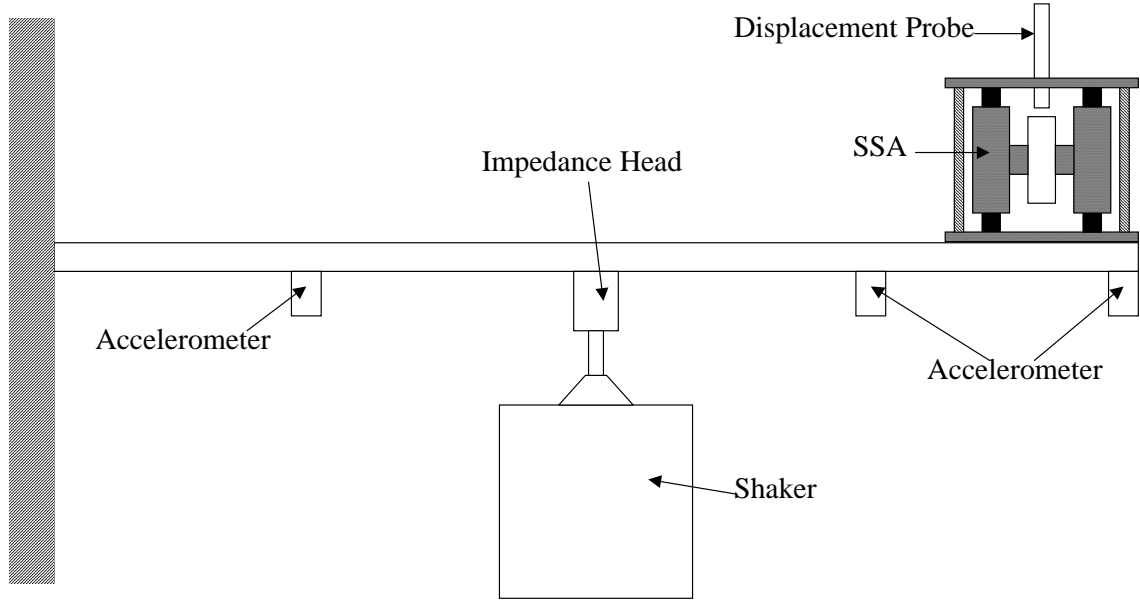 Displacement Probe
SSA
Impedance Head
Accelerometer
Accelerometer
Shaker